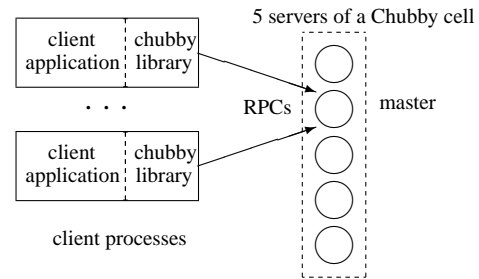 5 servers of a Chubby cell
client application
chubby library
. . .
RPCs
master
client application
chubby library
client processes